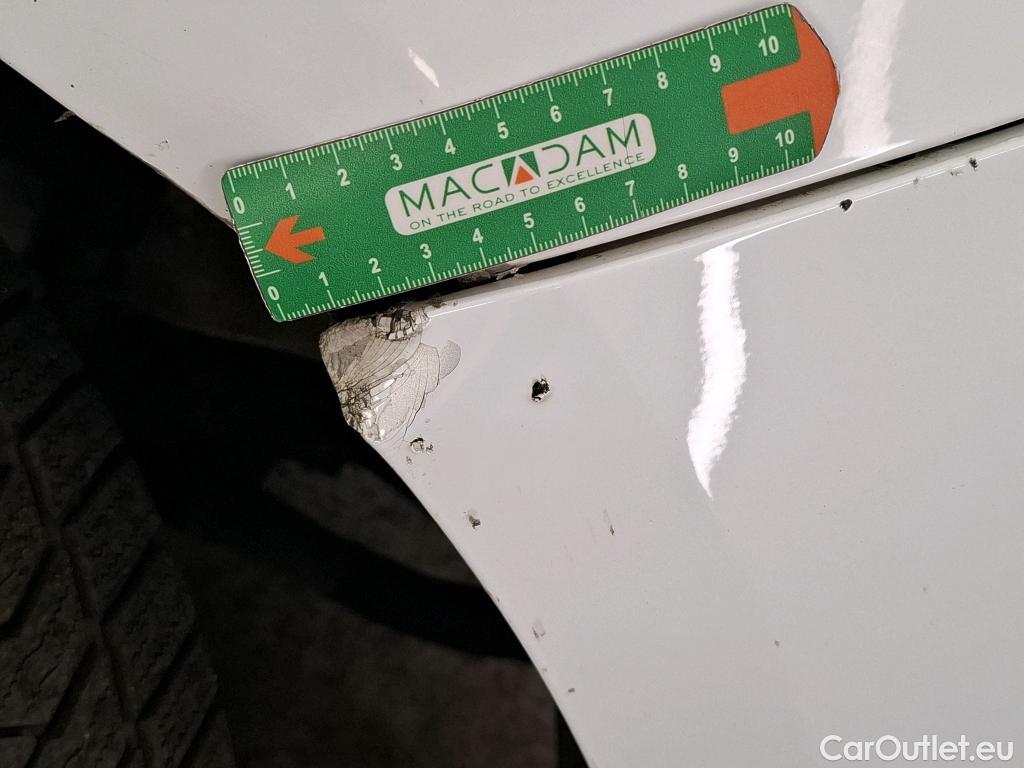 0 1 2 3 4 5 6 7 8 9 10
MACADAM
ON THE ROAD TO EXCELLENCE
0 1 2 3 4 5 6 7 8 9 10
CarOutlet.eu